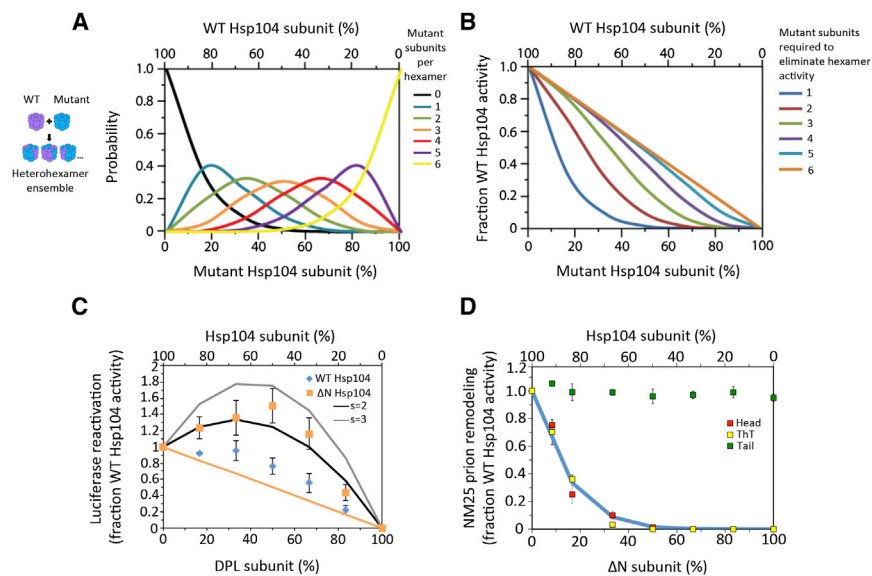 A
WT Hsp104 subunit (%)
100 80 60 40 20 0
Mutant
subunits
per
hexamer
0
1
2
3
4
5
6
WT Mutant
+
Heterohexamer
ensemble
...
Probability
1.0
0.8
0.6
0.4
0.2
0
0 20 40 60 80 100
Mutant Hsp104 subunit (%)
B
WT Hsp104 subunit (%)
100 80 60 40 20 0
Mutant subunits
required to
eliminate hexamer
activity
1
2
3
4
5
6
Fraction WT Hsp104 activity
1.0
0.8
0.6
0.4
0.2
0
0 20 40 60 80 100
Mutant Hsp104 subunit (%)
C
Hsp104 subunit (%)
100 80 60 40 20 0
WT Hsp104
ΔN Hsp104
s=2
s=3
Luciferase reactivation
(fraction WT Hsp104 activity)
2
1.8
1.6
1.4
1.2
1
0.8
0.6
0.4
0.2
0
0 20 40 60 80 100
DPL subunit (%)
D
Hsp104 subunit (%)
100 80 60 40 20 0
Head
ThT
Tail
NM25 prion remodeling
(fraction WT Hsp104 activity)
1.2
1.0
0.8
0.6
0.4
0.2
0
0 20 40 60 80 100
ΔN subunit (%)